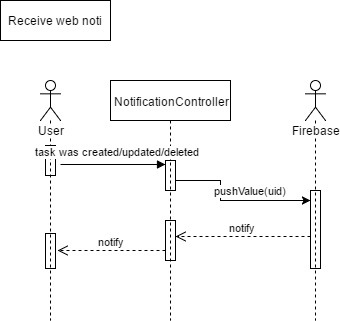 Receive web noti
NotificationController
User
Firebase
task was created/updated/deleted
pushValue(uid)
notify
notify